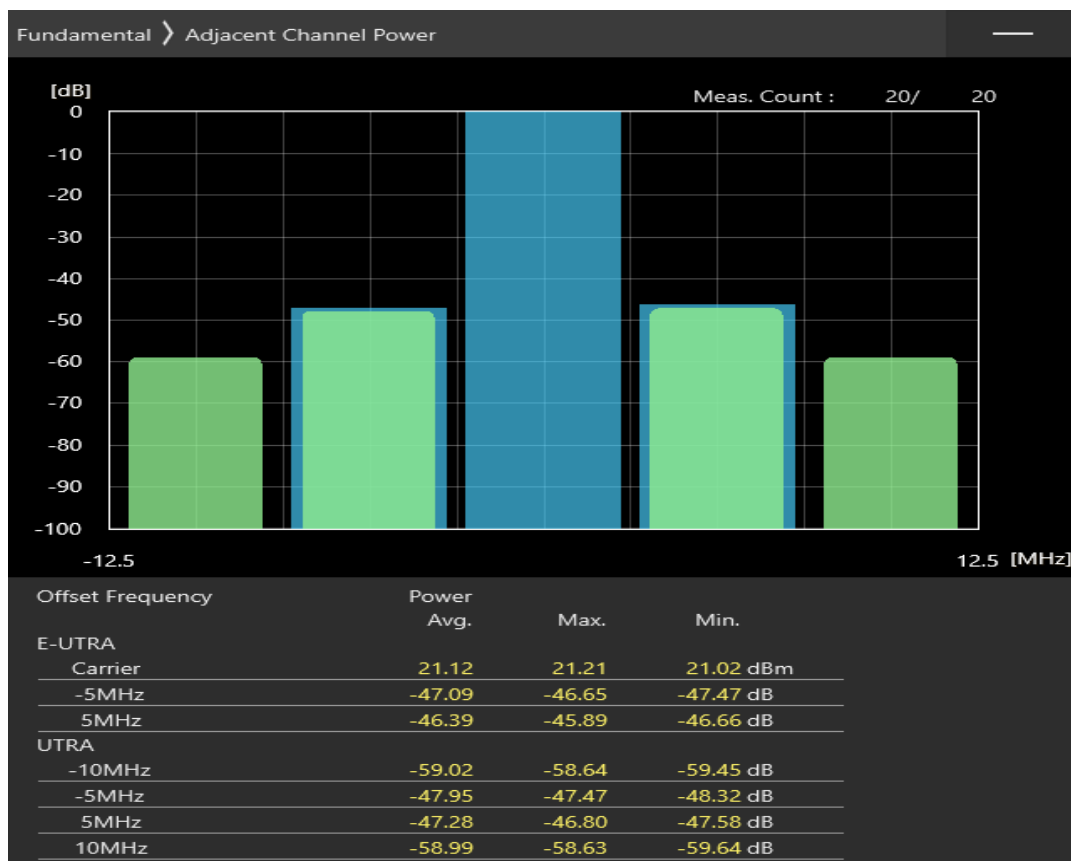 Fundamental 》 Adjacent Channel Power
[dB]
Meas. Count : 20/ 20
0
-10
-20
-30
-40
-50
-60
-70
-80
-90
-100
-12.5 12.5 [MHz]
Offset Frequency Power
Avg. Max. Min.
E-UTRA
Carrier 21.12 21.21 21.02 dBm
-5MHz -47.09 -46.65 -47.47 dB
5MHz -46.39 -45.89 -46.66 dB
UTRA
-10MHz -59.02 -58.64 -59.45 dB
-5MHz -47.95 -47.47 -48.32 dB
5MHz -47.28 -46.80 -47.58 dB
10MHz -58.99 -58.63 -59.64 dB